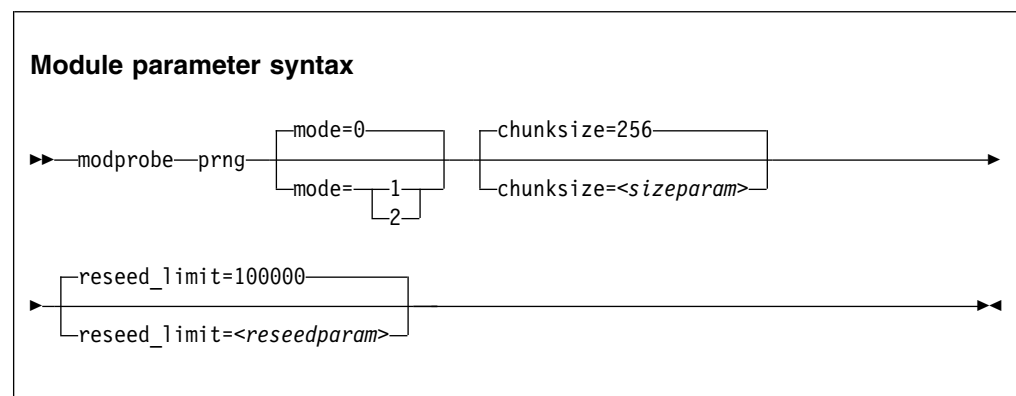 Module parameter syntax
mode=0 chunksize=256
modprobe prng
mode= 1 chunksize=<sizeparam>
2
reseed_limit=100000
reseed_limit=<reseedparam>